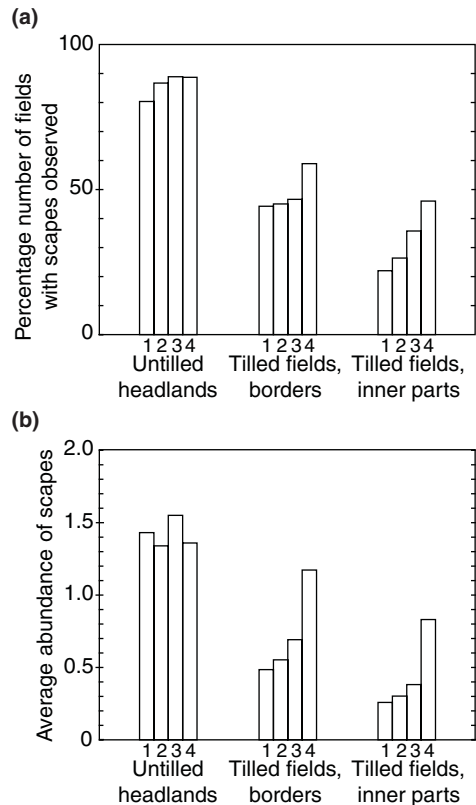 (a)
Percentage number of fields
with scapes observed
100
50
0
1 2 3 4
1 2 3 4
1 2 3 4
Untilled
headlands
Tilled fields,
borders
Tilled fields,
inner parts
(b)
Average abundance of scapes
2.0
1.5
1.0
0.5
0
1 2 3 4
1 2 3 4
1 2 3 4
Untilled
headlands
Tilled fields,
borders
Tilled fields,
inner parts